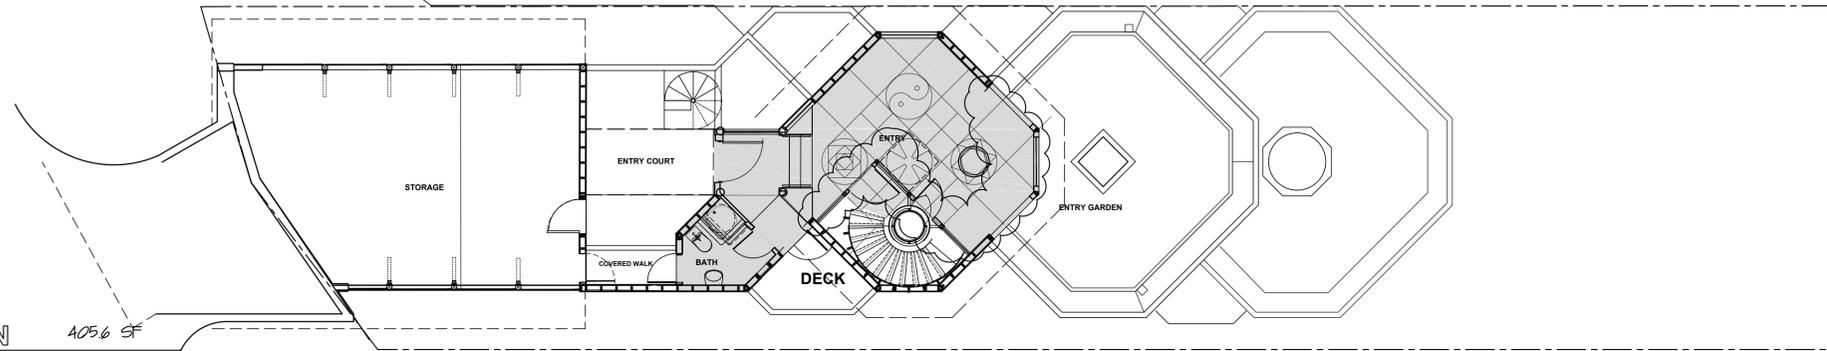 ENTRY
ENTRY COURT
STORAGE
ENTRY GARDEN
BATH
COVERED WALK
DECK
N
405.6 SF